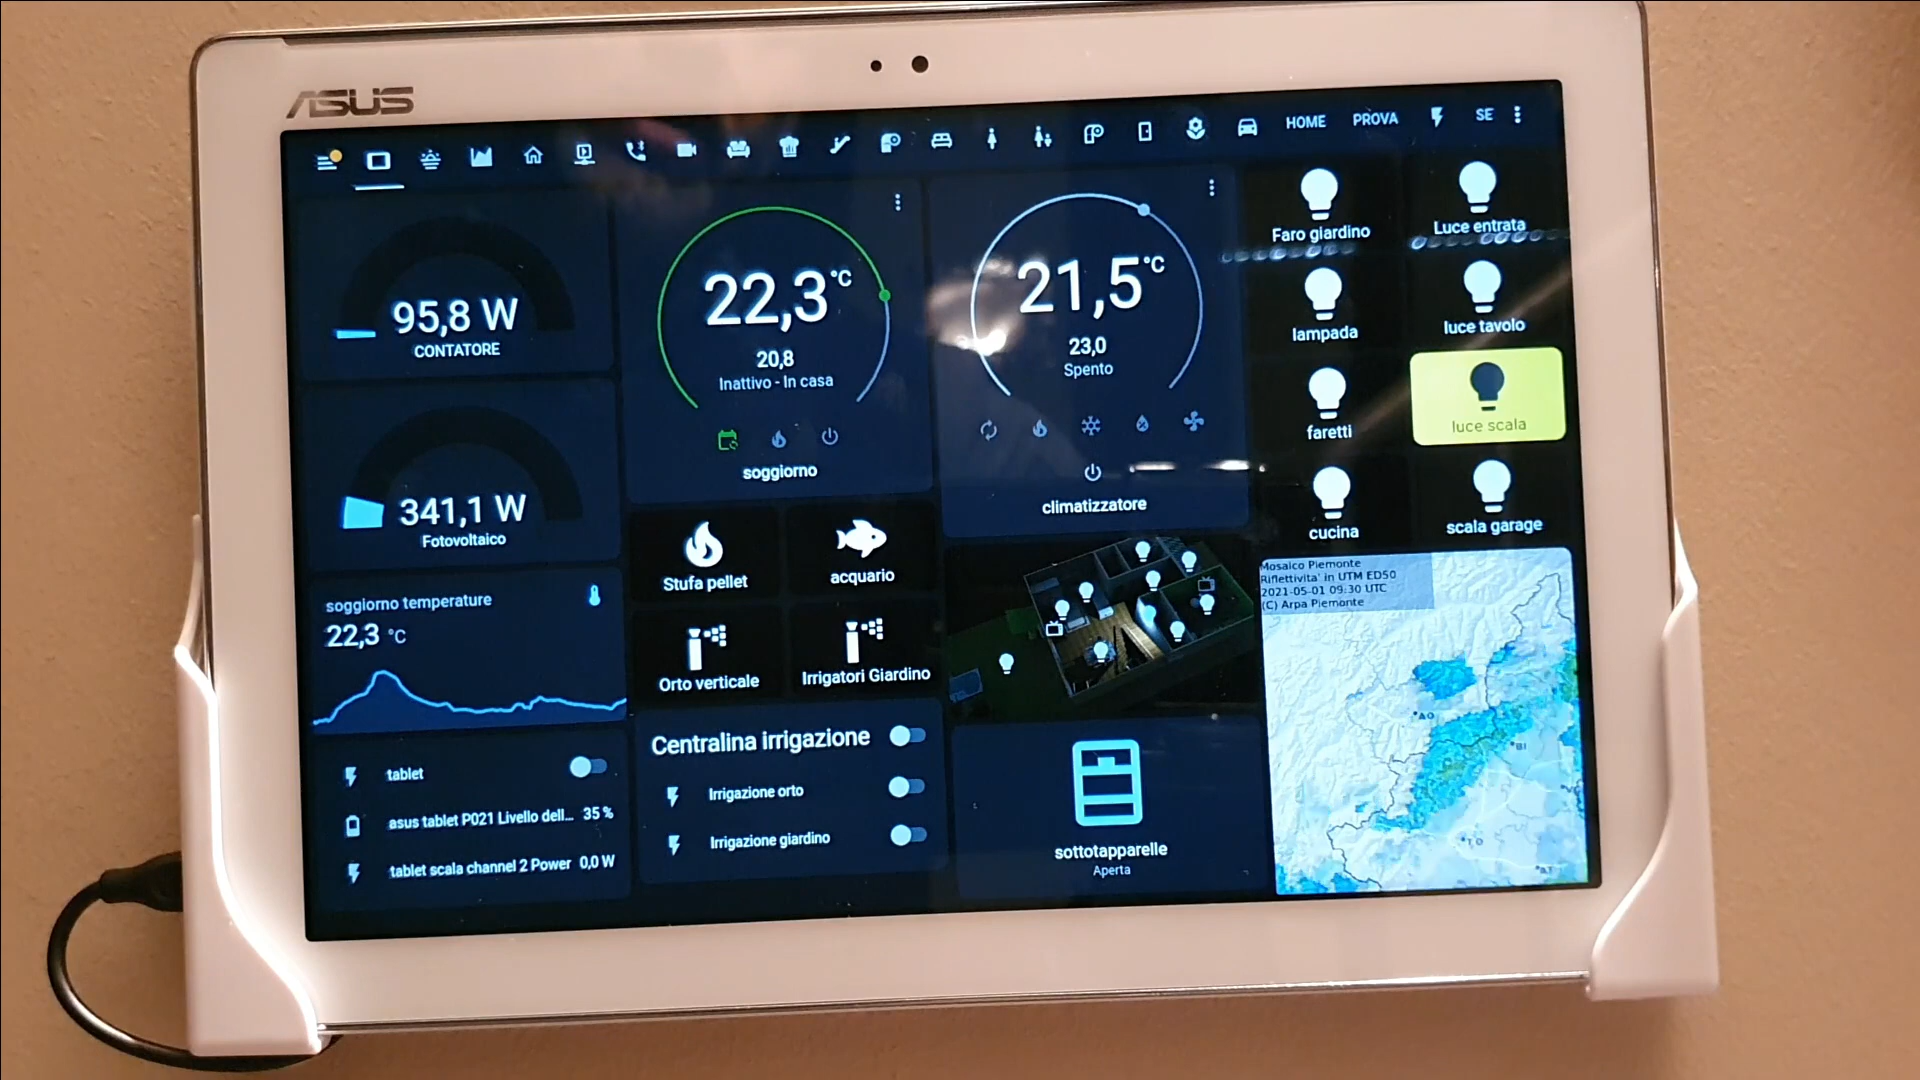 ASUS
HOME
PROVA
SE
95,8 W
CONTATORE
341,1 W
Fotovoltaico
soggiorno temperature
22,3 °C
tablet
asus tablet P021 Livello dell... 35 %
tablet scala channel 2 Power 0,0 W
22,3 °C
20,8
Inattivo - In casa
soggiorno
Stufa pellet
acquario
Orto verticale
Irrigatori Giardino
Centralina irrigazione
Irrigazione orto
Irrigazione giardino
21,5 °C
23,0
Spento
climatizzatore
sottotapparelle
Aperta
Faro giardino
Luce entrata
lampada
luce tavolo
faretti
luce scala
cucina
scala garage
Mosaico Piemonte
Riflettivita' in UTM ED50
2021-05-01 09:30 UTC
(C) Arpa Piemonte
AO
BI
TO